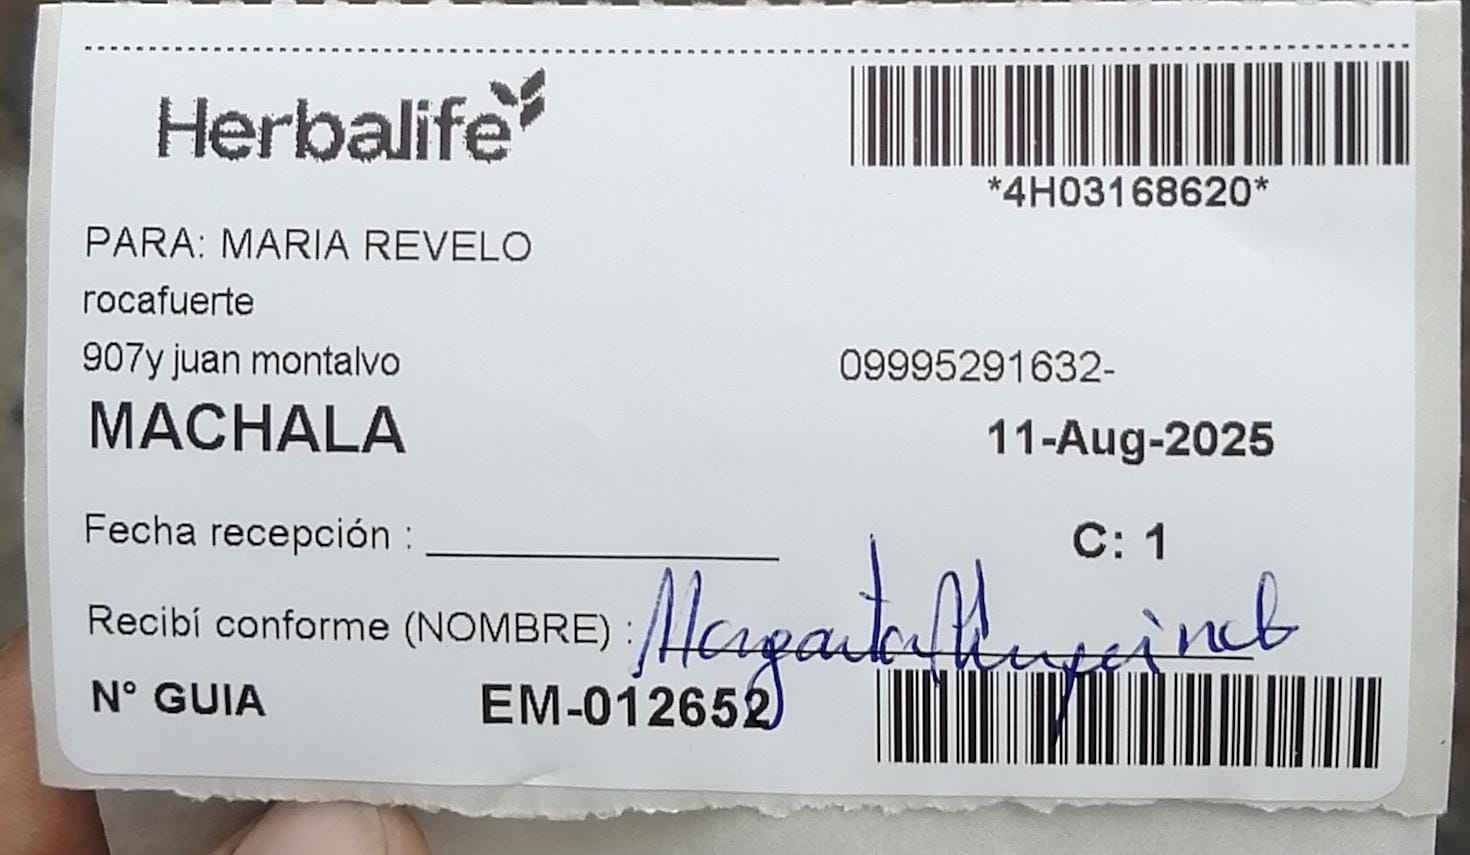 Herbalife
*4H03168620*
PARA: MARIA REVELO
rocafuerte
907y juan montalvo
09995291632-
MACHALA
11-Aug-2025
Fecha recepción :
C: 1
Recibí conforme (NOMBRE) : Margarita
N° GUIA EM-012652